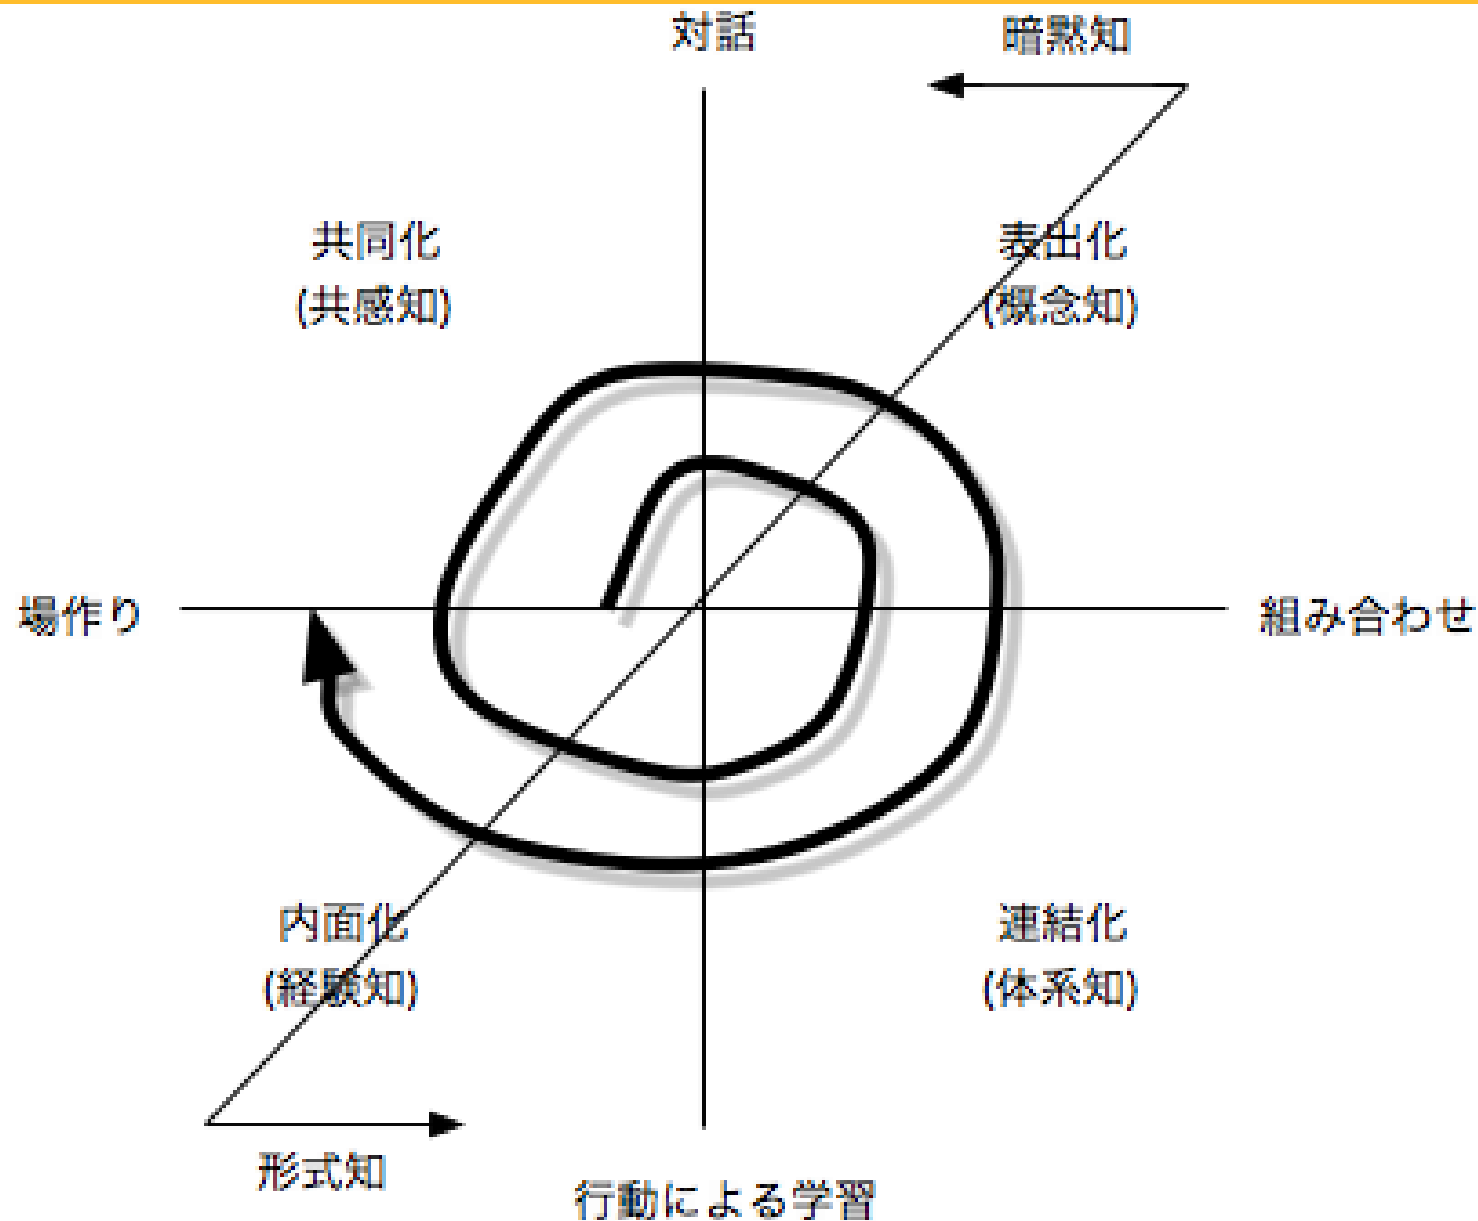 対話
暗黙知
共同化
(共感知)
表出化
(概念知)
場作り
組み合わせ
内面化
(経験知)
連結化
(体系知)
形式知
行動による学習